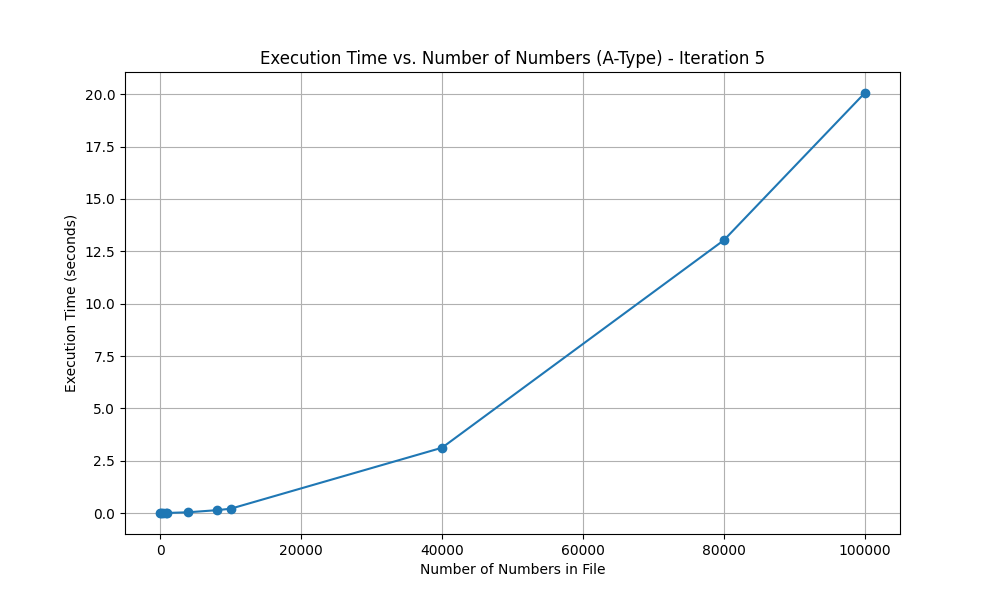 Execution Time vs. Number of Numbers (A-Type) - Iteration 5
20.0
17.5
15.0
12.5
10.0
7.5
5.0
2.5
0.0
Execution Time (seconds)
0 20000 40000 60000 80000 100000
Number of Numbers in File